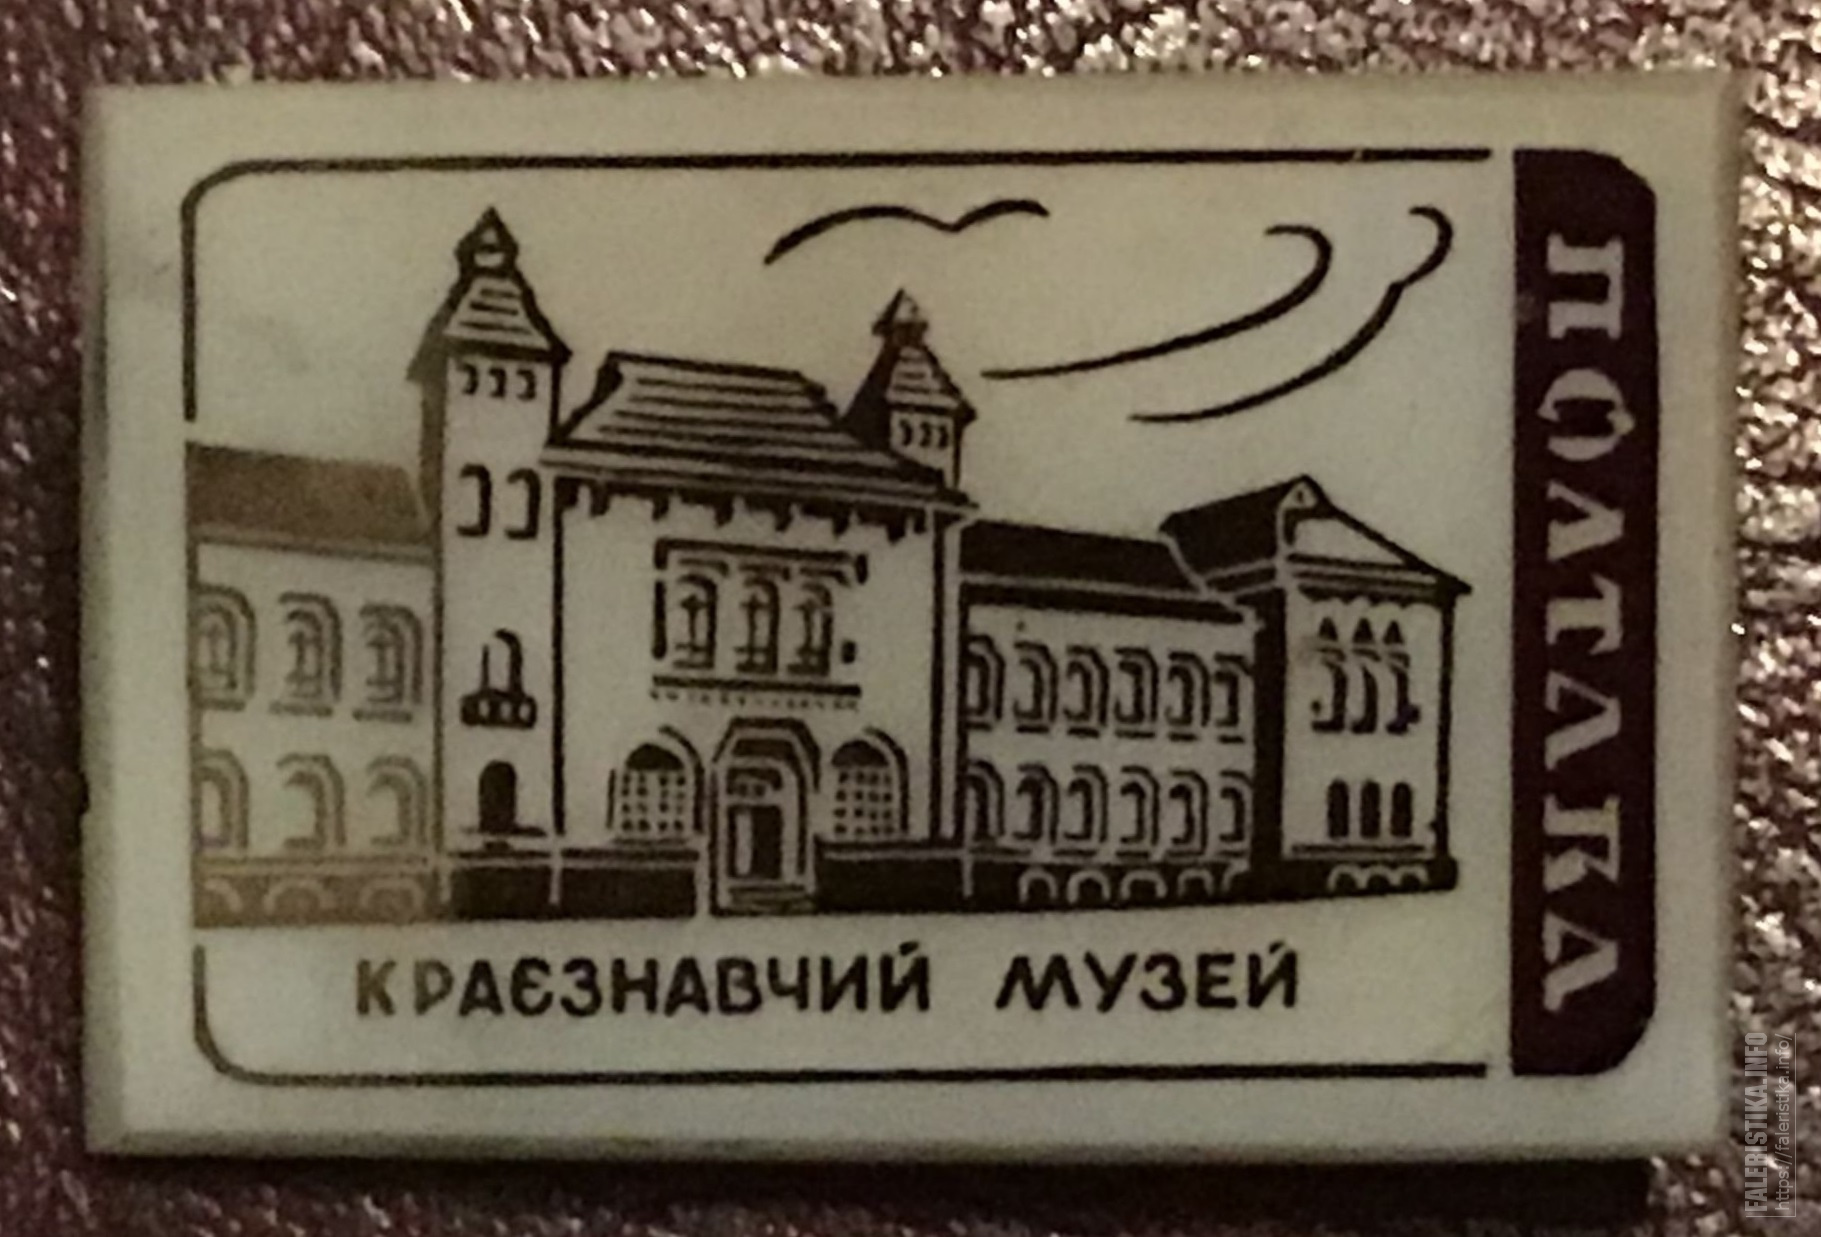 ПОЛТАВА
КРАЄЗНАВЧИЙ МУЗЕЙ
FALERISTIKA.INFO
https://faleristika.info/